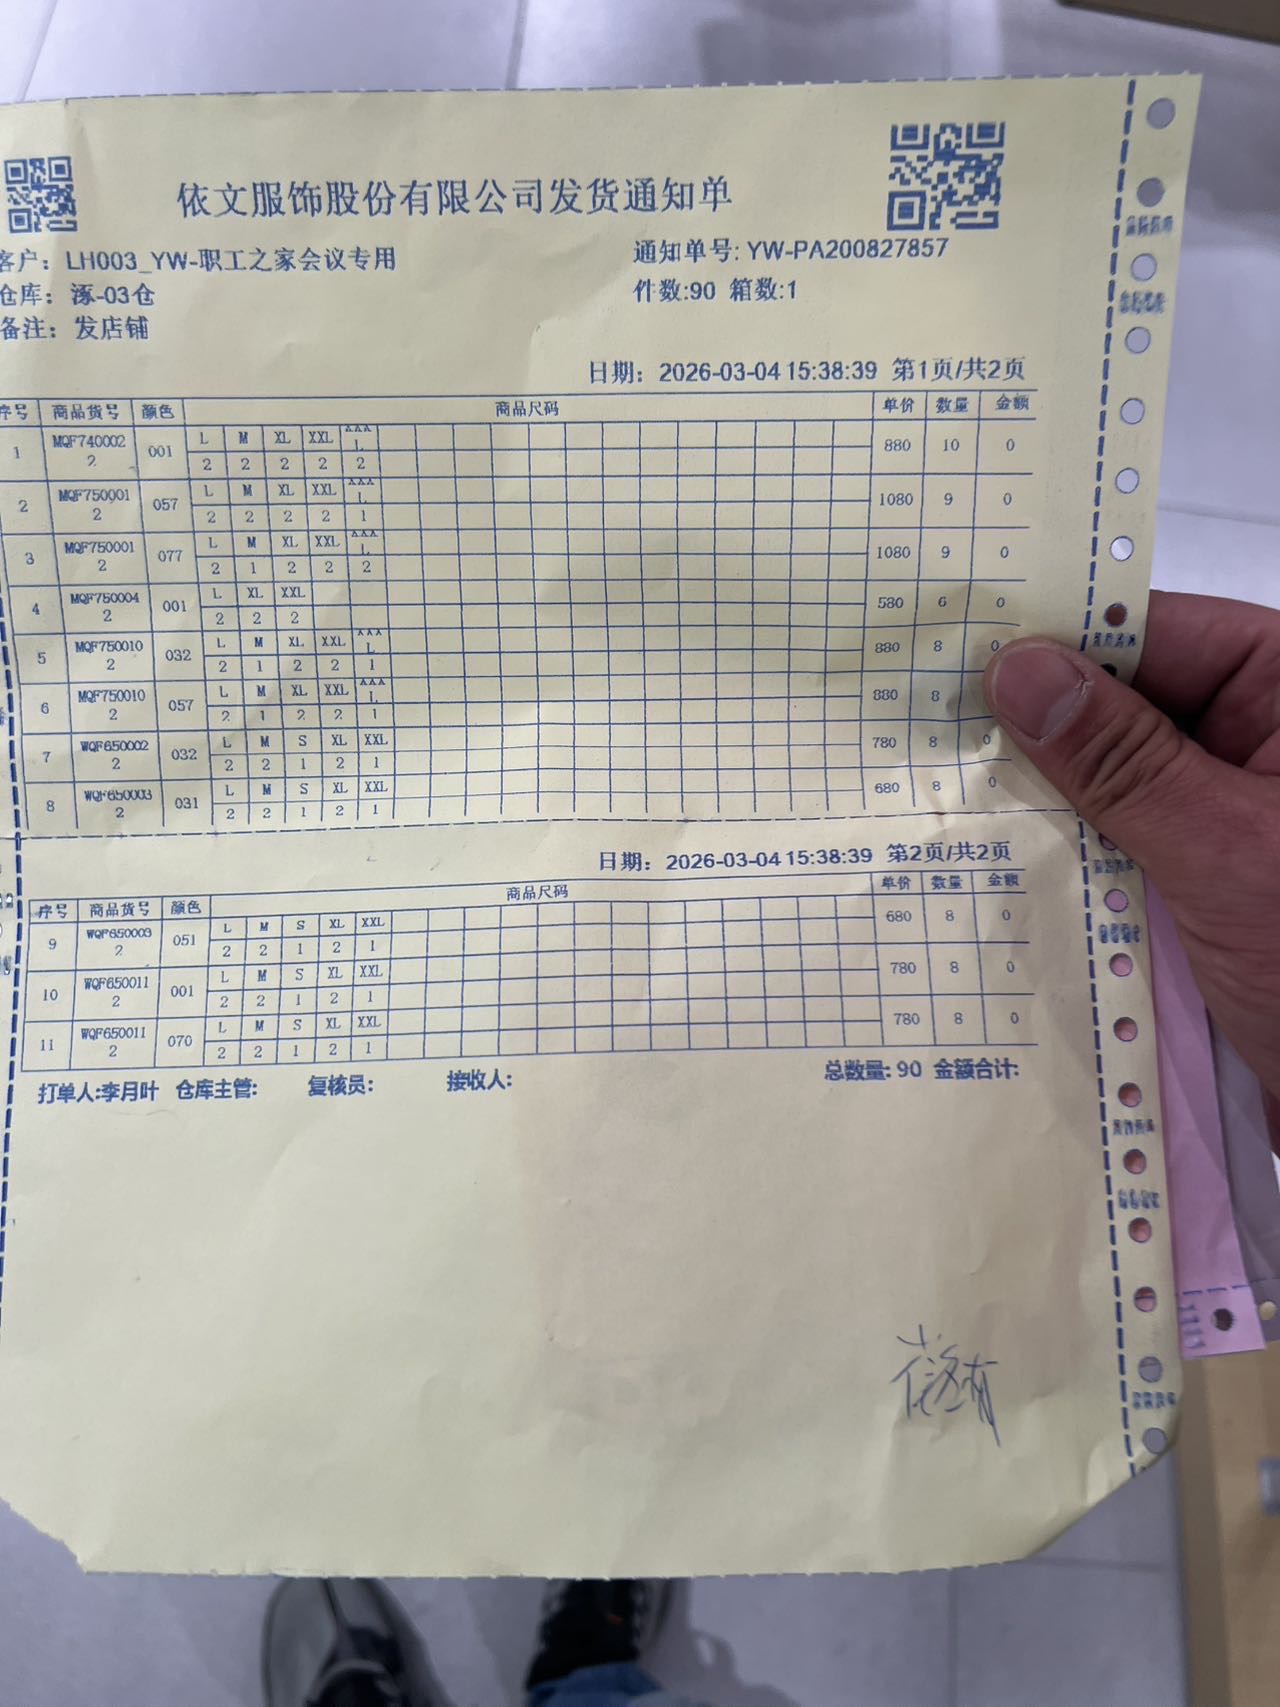 依文服饰股份有限公司发货通知单
客户：LH003_YW-职工之家会议专用 通知单号: YW-PA200827857
仓库：涿-03仓 件数:90 箱数:1
备注：发店铺
日期：2026-03-04 15:38:39 第1页/共2页
序号 商品货号 颜色 商品尺码 单价 数量 金额
1 MQF7400022 001 L M XL XXL XXXL 880 10 0
2 2 2 2 2
2 MQF7500012 057 L M XL XXL XXXL 1080 9 0
2 2 2 2 1
3 MQF7500012 077 L M XL XXL XXXL 1080 9 0
2 1 2 2 2
4 MQF7500042 001 L XL XXL 580 6 0
2 2 2
5 MQF7500102 032 L M XL XXL XXXL 880 8 0
2 1 2 2 1
6 MQF7500102 057 L M XL XXL XXXL 880 8
2 1 2 2 1
7 WQF6500022 032 L M S XL XXL 780 8 0
2 2 1 2 1
8 WQF6500032 031 L M S XL XXL 680 8 0
2 2 1 2 1
日期：2026-03-04 15:38:39 第2页/共2页
序号 商品货号 颜色 商品尺码 单价 数量 金额
9 WQF6500032 051 L M S XL XXL 680 8 0
2 2 1 2 1
10 WQF6500112 001 L M S XL XXL 780 8 0
2 2 1 2 1
11 WQF6500112 070 L M S XL XXL 780 8 0
2 2 1 2 1
打单人:李月叶 仓库主管: 复核员: 接收人: 总数量: 90 金额合计: